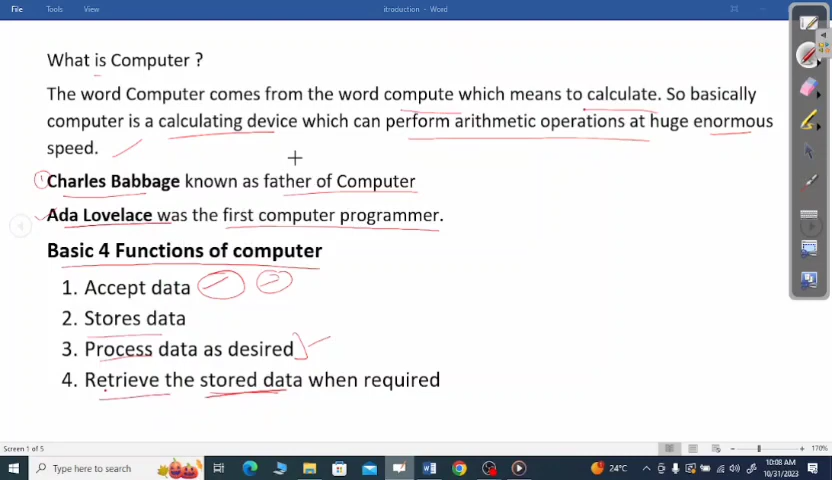 File Tools View itroduction - Word
What is Computer ?
The word Computer comes from the word compute which means to calculate. So basically
computer is a calculating device which can perform arithmetic operations at huge enormous
speed.
Charles Babbage known as father of Computer
Ada Lovelace was the first computer programmer.
Basic 4 Functions of computer
1. Accept data
2. Stores data
3. Process data as desired
4. Retrieve the stored data when required
Screen 1 of 5 170%
Type here to search 24°C 10:08 AM
10/31/2023